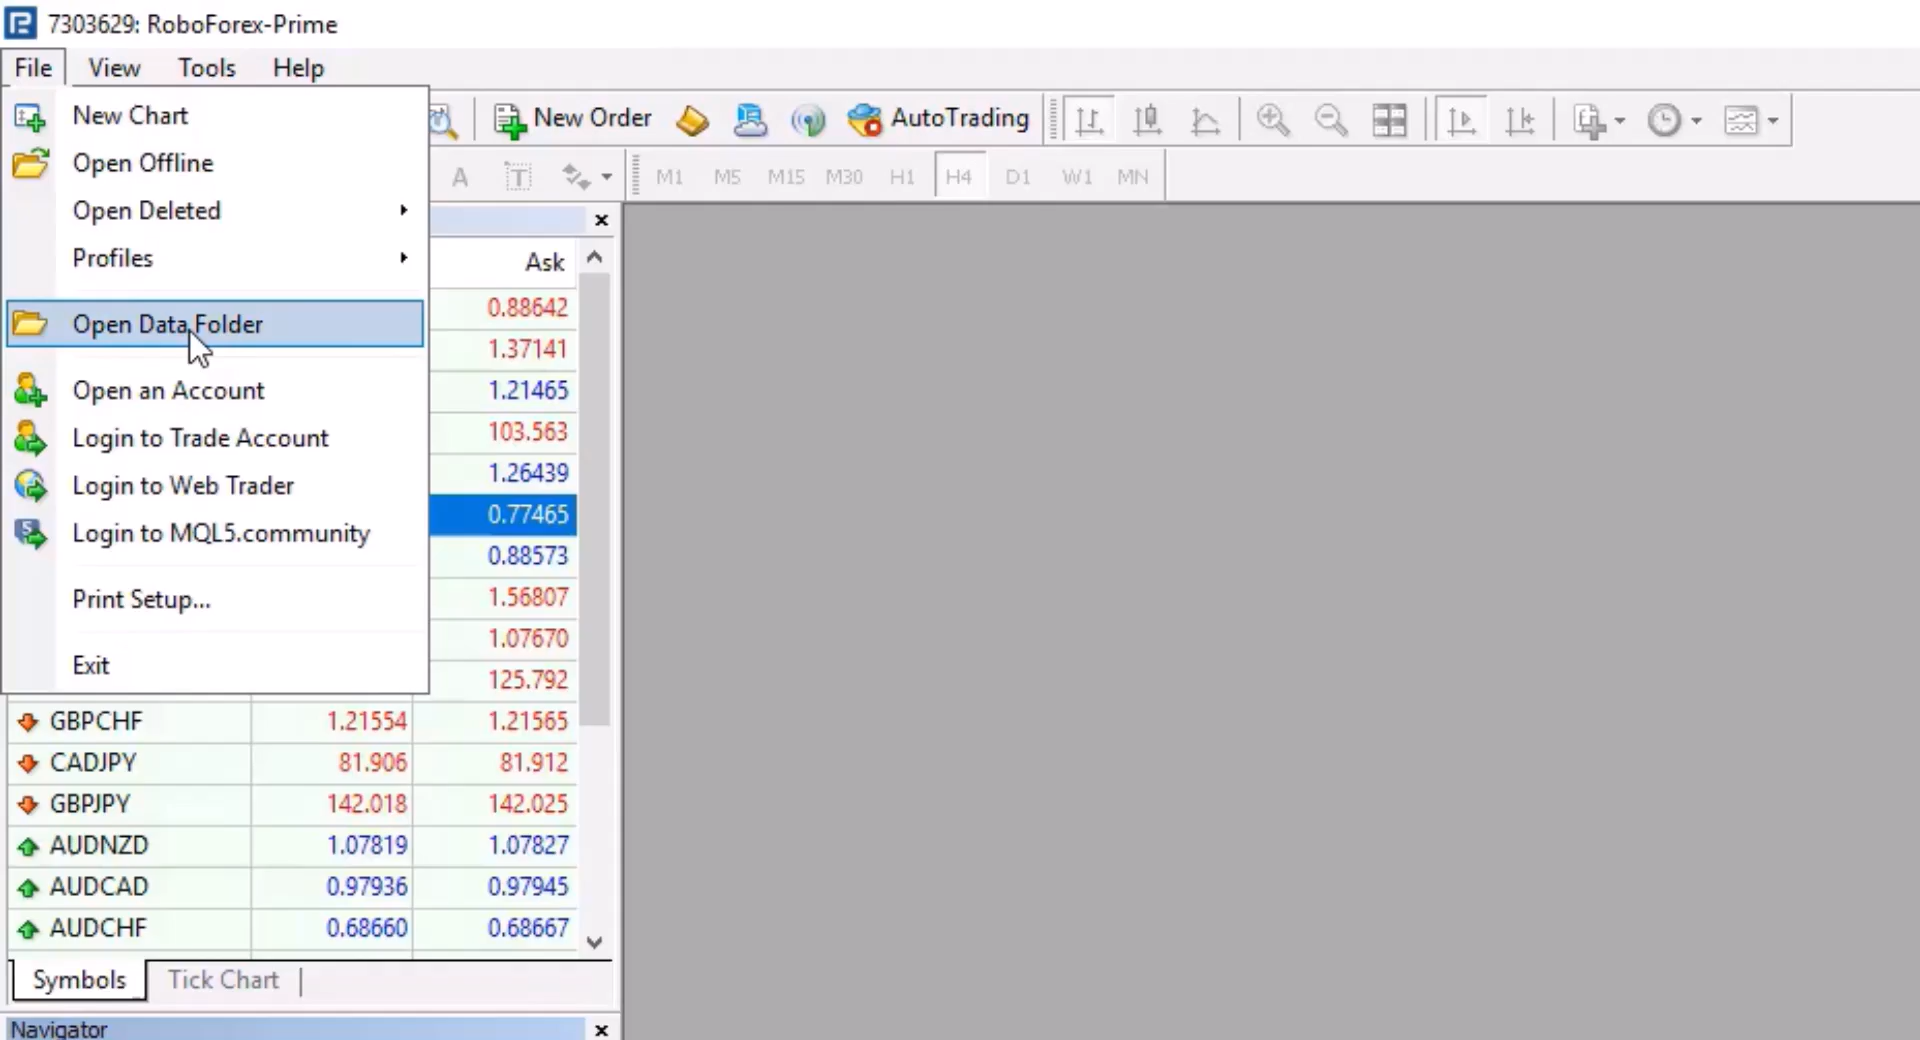 7303629: RoboForex-Prime
File View Tools Help
New Order AutoTrading
A T M1 M5 M15 M30 H1 H4 D1 W1 MN
New Chart
Open Offline
Open Deleted
Profiles
Open Data Folder
Open an Account
Login to Trade Account
Login to Web Trader
Login to MQL5.community
Print Setup...
Exit
Ask
0.88642
1.37141
1.21465
103.563
1.26439
0.77465
0.88573
1.56807
1.07670
125.792
GBPCHF 1.21554 1.21565
CADJPY 81.906 81.912
GBPJPY 142.018 142.025
AUDNZD 1.07819 1.07827
AUDCAD 0.97936 0.97945
AUDCHF 0.68660 0.68667
Symbols Tick Chart
Navigator